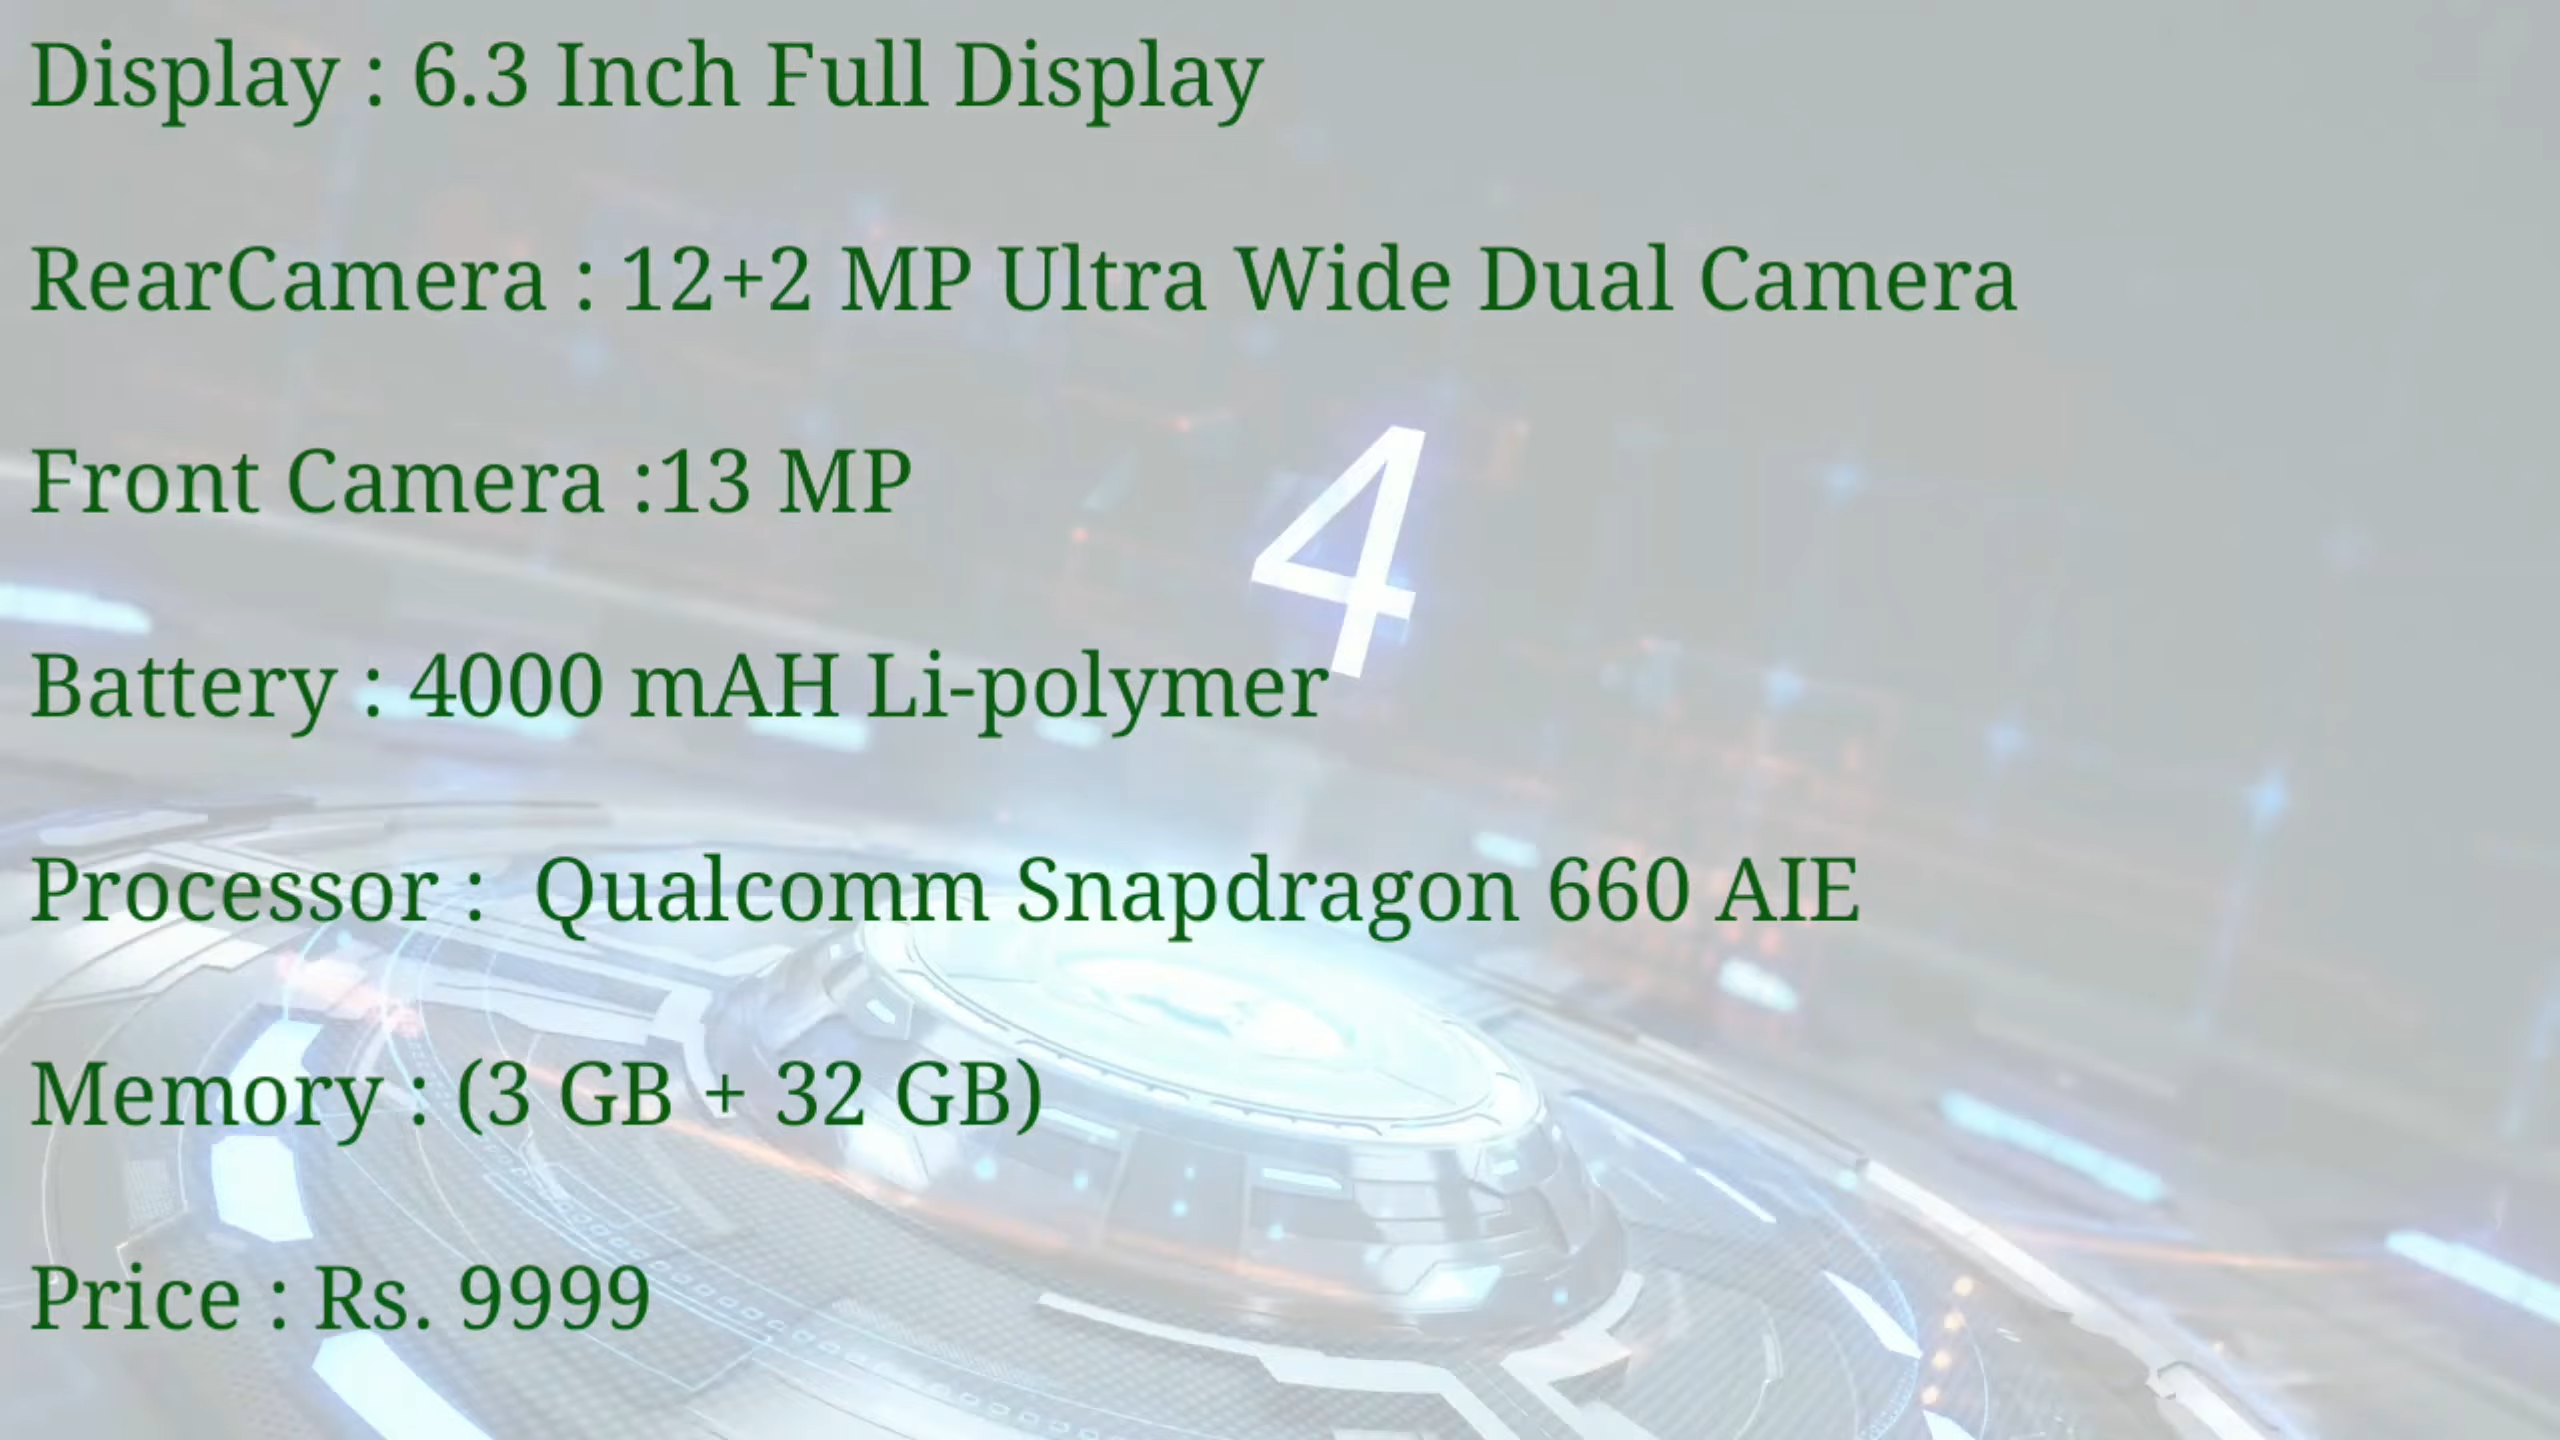 Display : 6.3 Inch Full Display
RearCamera : 12+2 MP Ultra Wide Dual Camera
Front Camera :13 MP
4
Battery : 4000 mAH Li-polymer
Processor :  Qualcomm Snapdragon 660 AIE
Memory : (3 GB + 32 GB)
Price : Rs. 9999